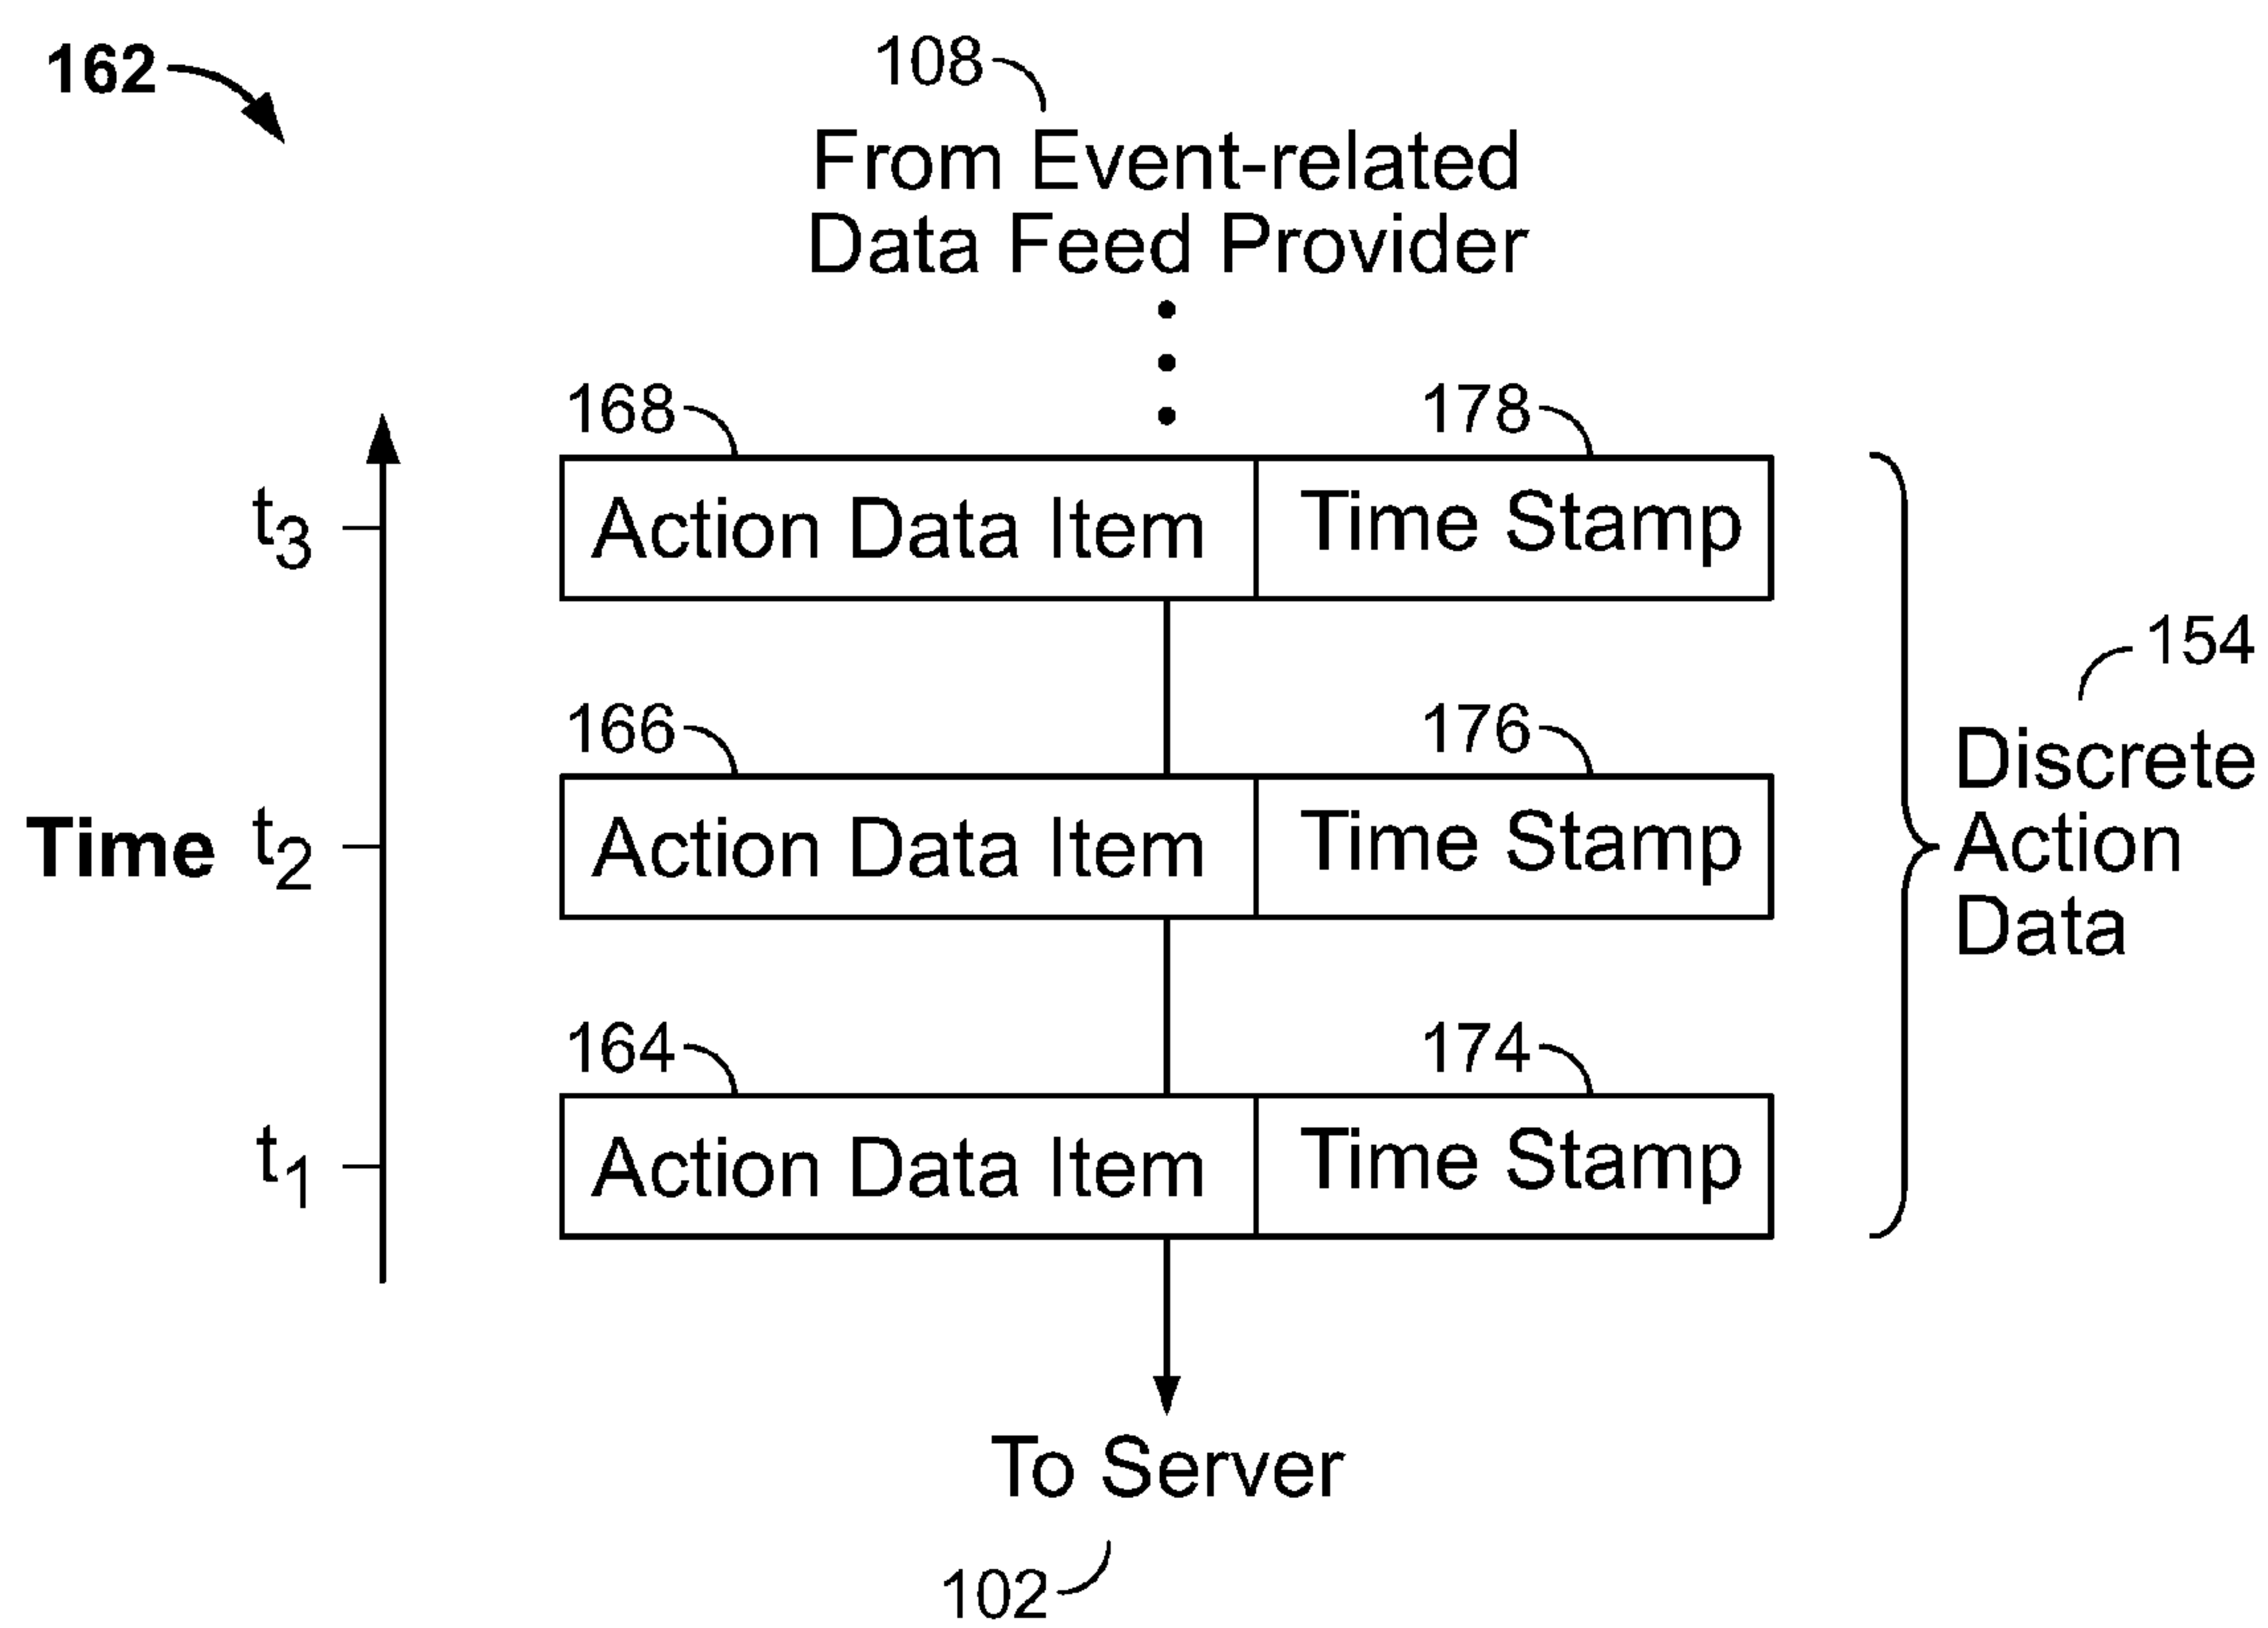 162
108
From Event-related
Data Feed Provider
168
178
t3
Action Data Item
Time Stamp
154
166
176
Time
t2
Action Data Item
Time Stamp
Discrete
Action
Data
164
174
t1
Action Data Item
Time Stamp
To Server
102